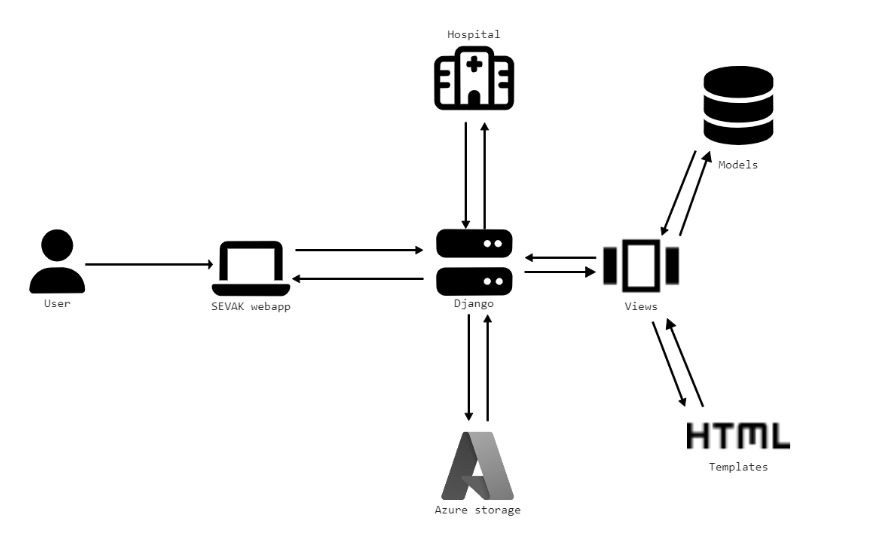 Hospital
Models
User
SEVAK webapp
Django
Views
HTML
Templates
Azure storage